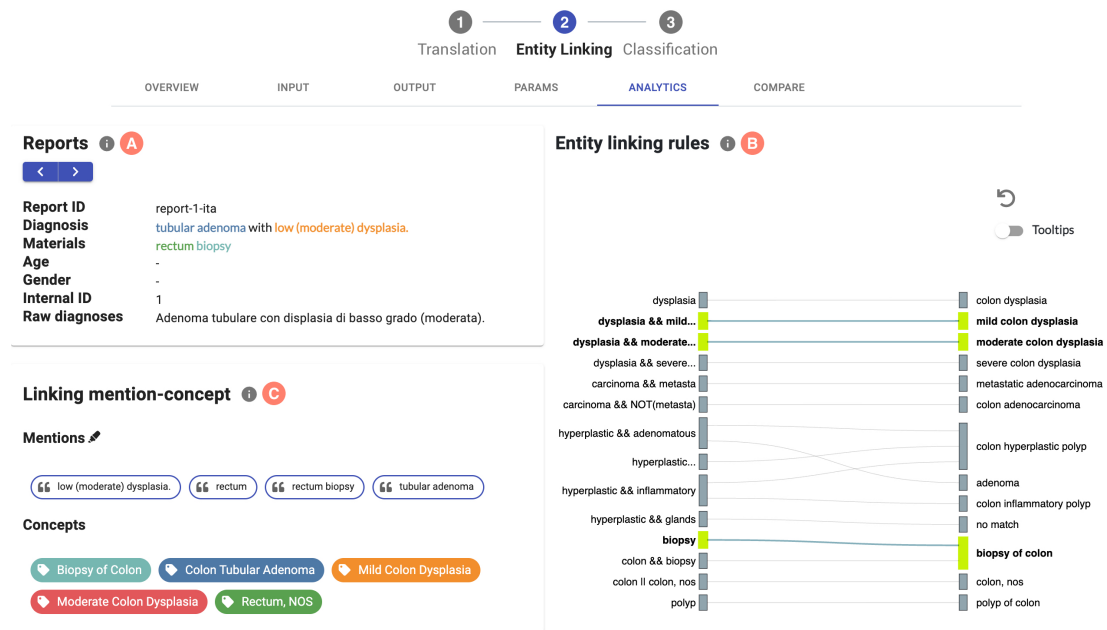 1 2 3
Translation Entity Linking Classification
OVERVIEW INPUT OUTPUT PARAMS ANALYTICS COMPARE
Reports i A
Report ID report-1-ita
Diagnosis tubular adenoma with low (moderate) dysplasia.
Materials rectum biopsy
Age -
Gender -
Internal ID 1
Raw diagnoses Adenoma tubulare con displasia di basso grado (moderata).
Linking mention-concept i C
Mentions
low (moderate) dysplasia. rectum rectum biopsy tubular adenoma
Concepts
Biopsy of Colon Colon Tubular Adenoma Mild Colon Dysplasia
Moderate Colon Dysplasia Rectum, NOS
Entity linking rules i B
Tooltips
dysplasia colon dysplasia
dysplasia && mild... mild colon dysplasia
dysplasia && moderate... moderate colon dysplasia
dysplasia && severe... severe colon dysplasia
carcinoma && metasta metastatic adenocarcinoma
carcinoma && NOT(metasta) colon adenocarcinoma
hyperplastic && adenomatous
colon hyperplastic polyp
hyperplastic...
adenoma
hyperplastic && inflammatory
colon inflammatory polyp
hyperplastic && glands
no match
biopsy
biopsy of colon
colon && biopsy
colon II colon, nos colon, nos
polyp polyp of colon